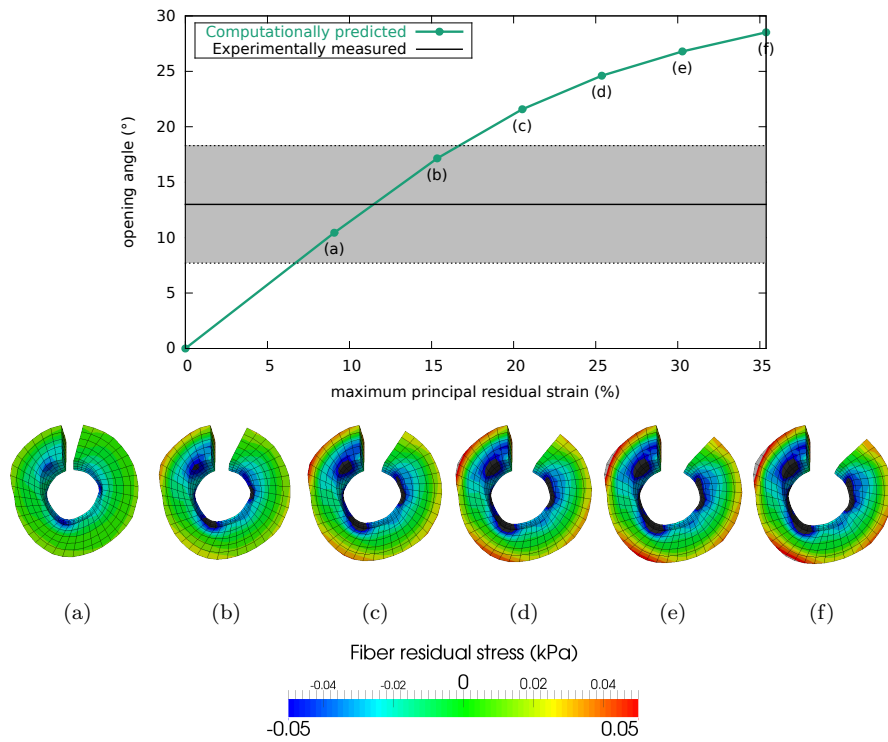 Computationally predicted
Experimentally measured
30
25
20
15
10
5
0
opening angle (°)
(a)
(b)
(c)
(d)
(e)
(f)
0 5 10 15 20 25 30 35
maximum principal residual strain (%)
(a) (b) (c) (d) (e) (f)
Fiber residual stress (kPa)
-0.04 -0.02 0 0.02 0.04
-0.05 0.05